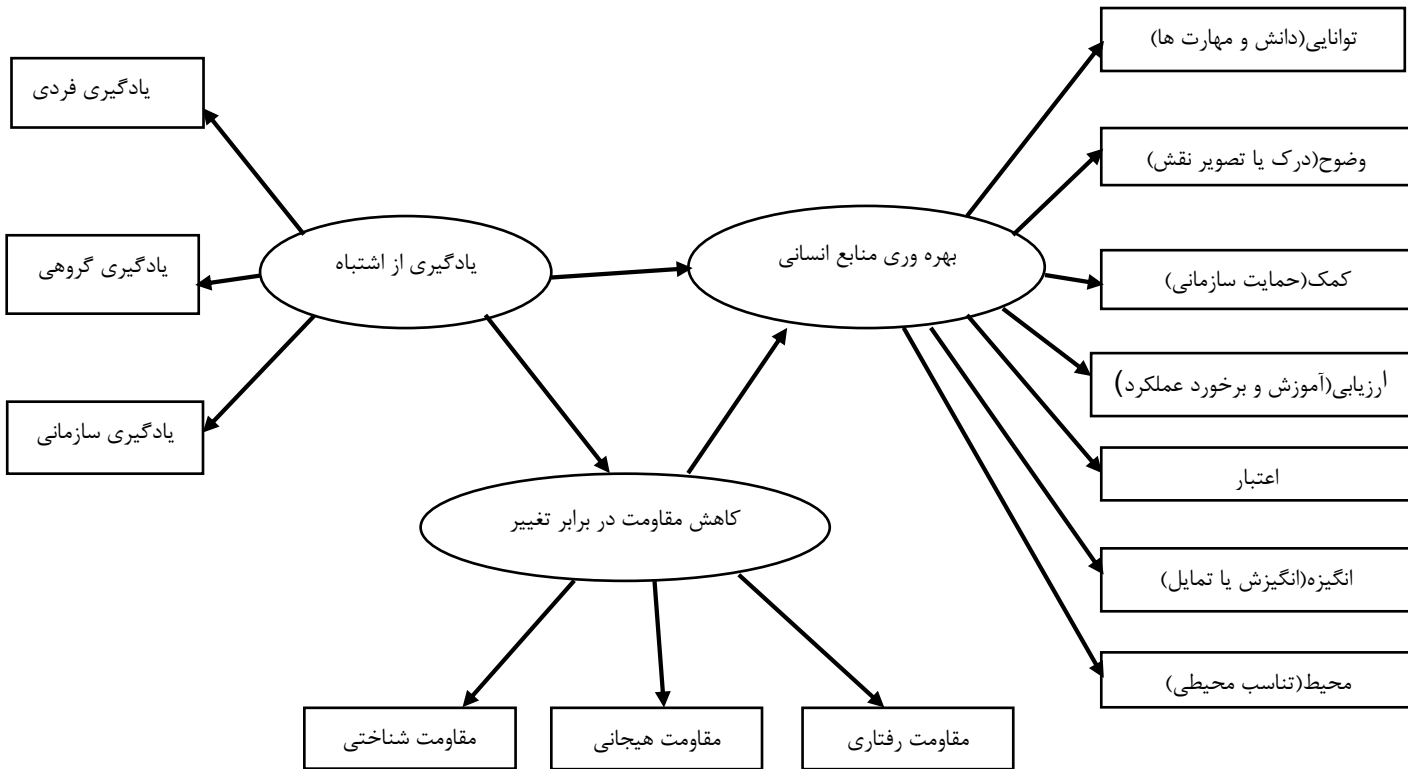 توانایی(دانش و مهارت ها)
یادگیری فردی
وضوح(درک یا تصویر نقش)
بهره وری منابع انسانی
یادگیری از اشتباه
یادگیری گروهی
کمک(حمایت سازمانی)
ارزیابی(آموزش و برخورد عملکرد)
یادگیری سازمانی
اعتبار
کاهش مقاومت در برابر تغییر
انگیزه(انگیزش یا تمایل)
محیط(تناسب محیطی)
مقاومت رفتاری
مقاومت هیجانی
مقاومت شناختی